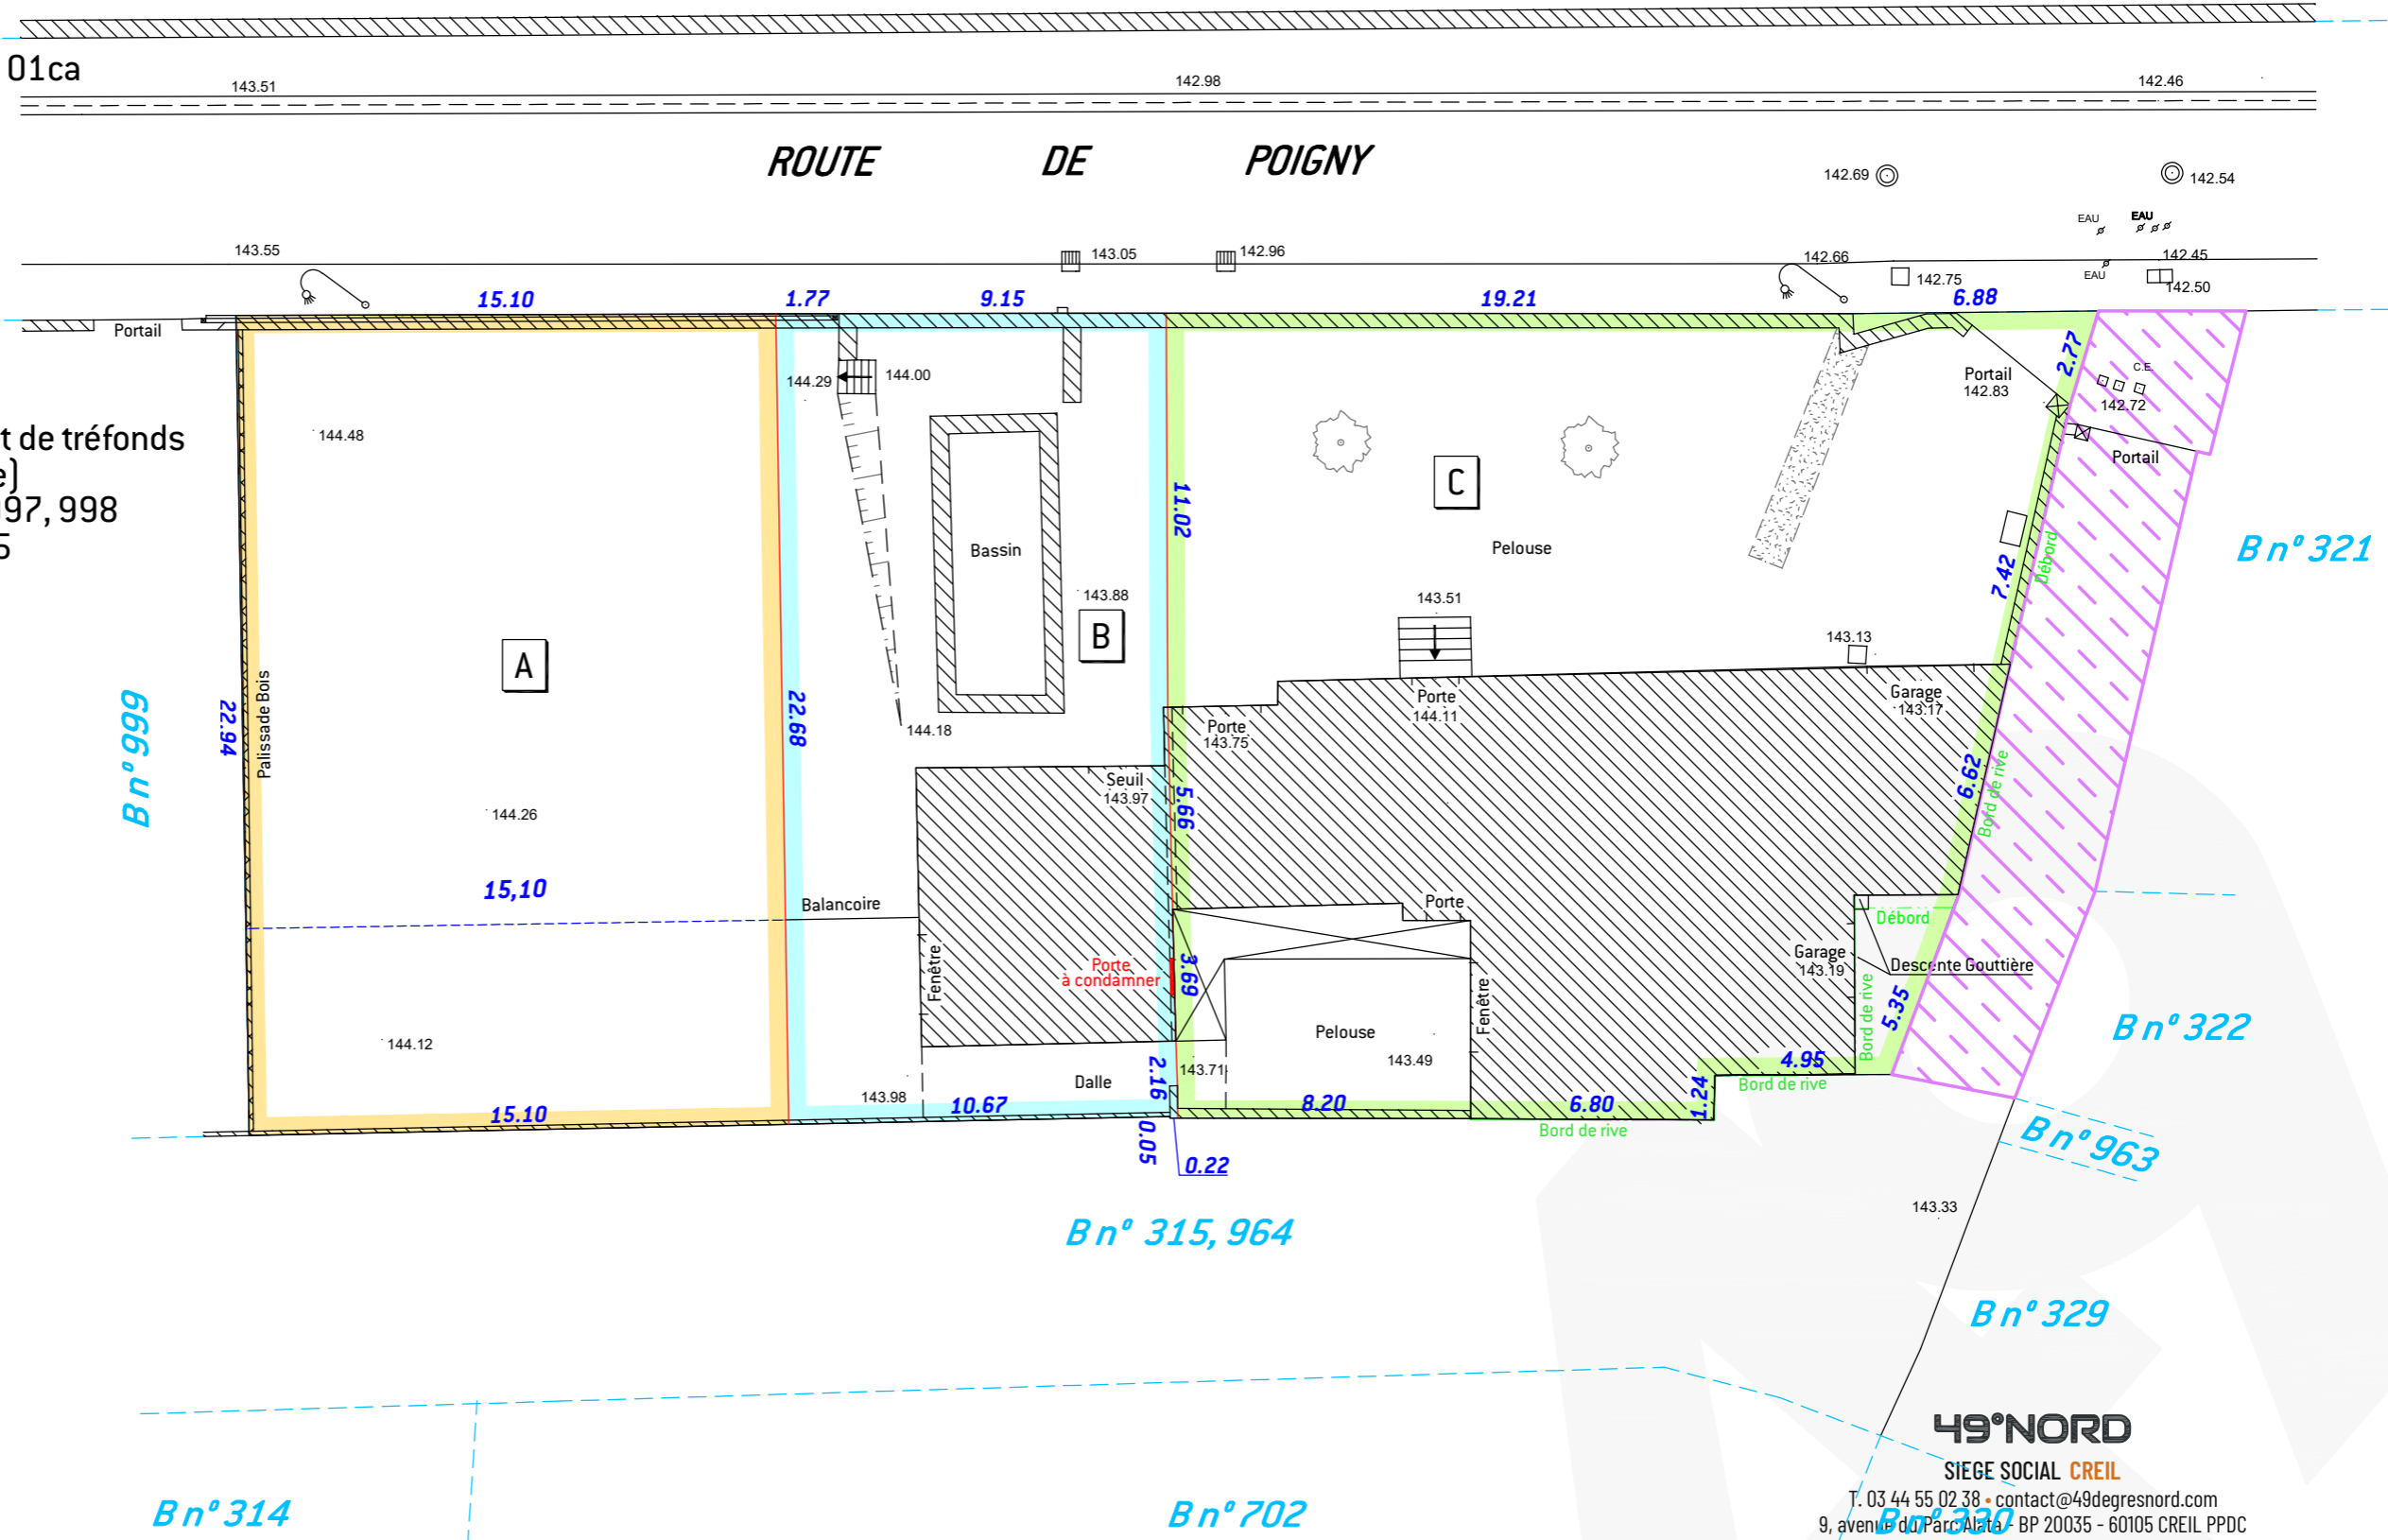 01ca
143.51
142.98
142.46
ROUTE DE POIGNY
142.69
142.54
EAU
EAU
143.55
143.05
142.96
142.66
142.45
EAU
142.75
142.50
15.10
1.77
9.15
19.21
6.88
Portail
2.77
144.29
144.00
Portail
142.83
C.E.
142.72
t de tréfonds
144.48
Portail
e)
C
97, 998
11.02
5
Bassin
Pelouse
Débord
B n° 321
7.42
143.88
143.51
B
143.13
A
Palissade Bois
B n° 999
22.94
22.68
144.18
Porte
143.75
Porte
144.11
Garage
143.17
Seuil
143.97
5.66
6.62
Bord de rive
144.26
15,10
Balancoire
Porte
Débord
Fenêtre
Porte
à condamner
3.69
Garage
143.19
Descente Gouttière
Fenêtre
Bord de rive
5.35
144.12
Pelouse
143.49
B n° 322
2.16
143.71
4.95
Dalle
Bord de rive
143.98
1.24
15.10
10.67
8.20
6.80
Bord de rive
0.05
0.22
B n° 963
B n° 315, 964
143.33
B n° 329
49°NORD
SIEGE SOCIAL CREIL
T. 03 44 55 02 38 • contact@49degresnord.com
B n° 314
B n° 702
B n° 330
9, avenue du Parc Alata - BP 20035 - 60105 CREIL PPDC